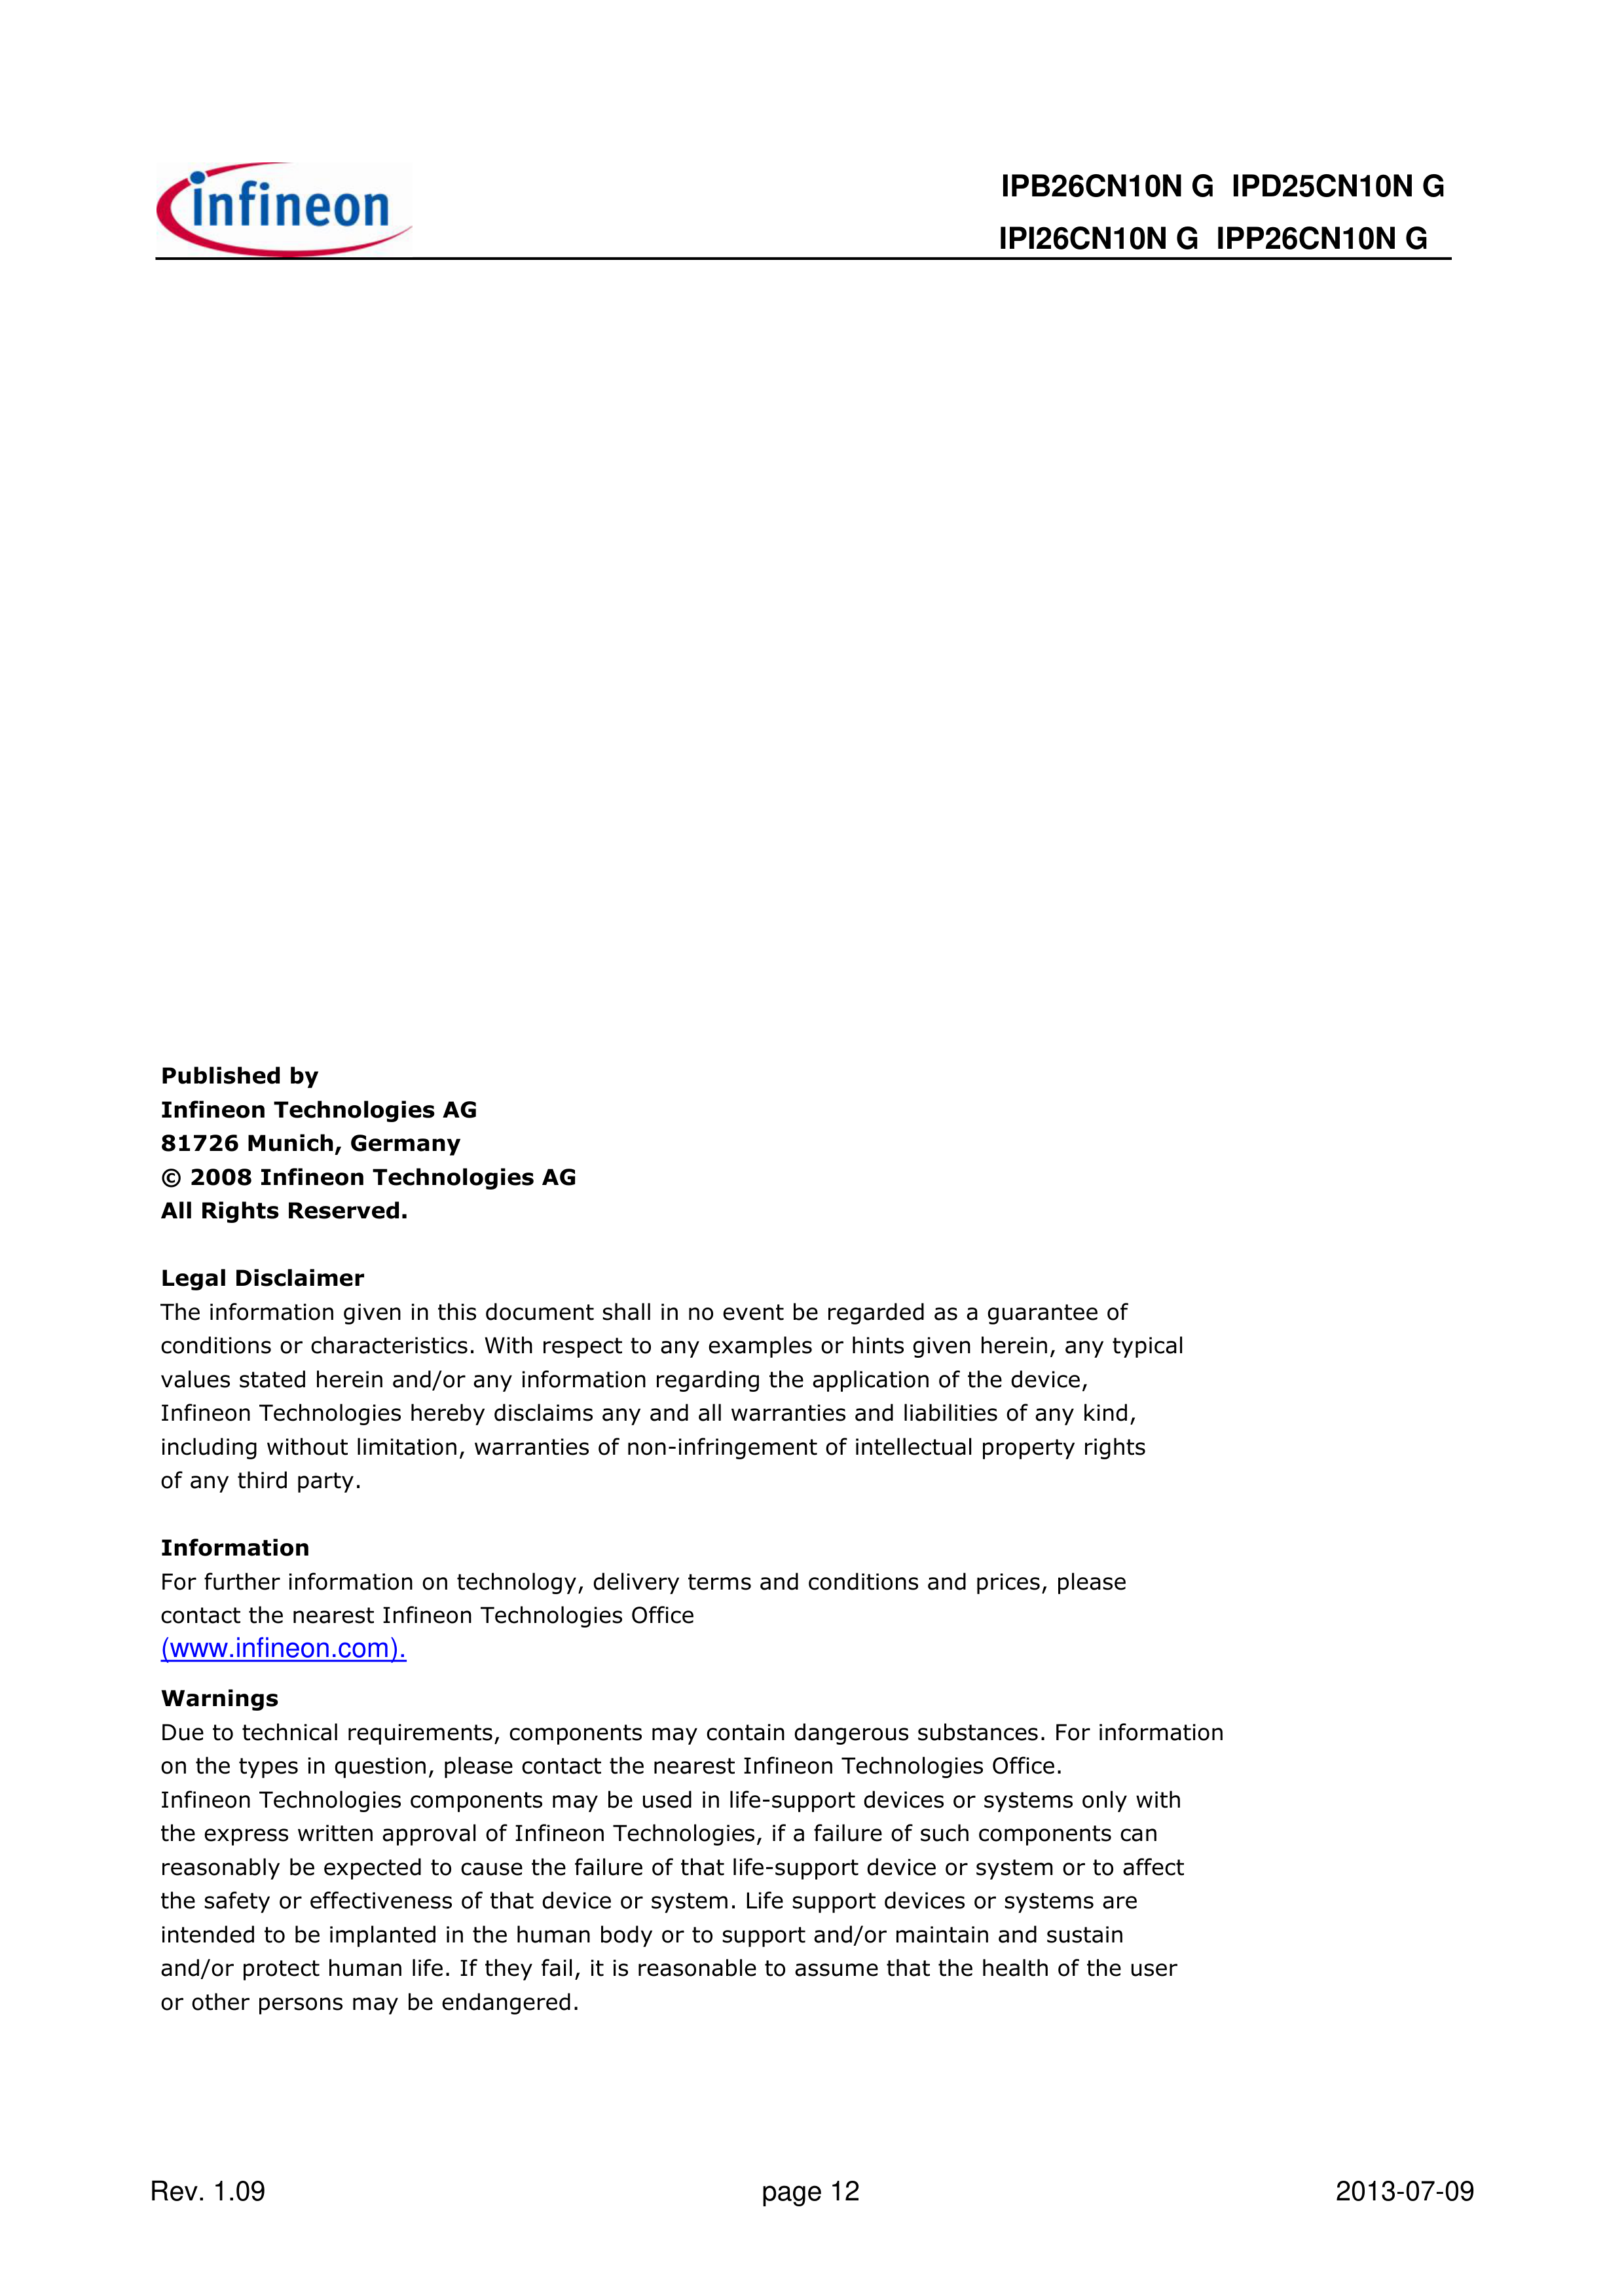 infineon
IPB26CN10N G  IPD25CN10N G
IPI26CN10N G  IPP26CN10N G
Published by
Infineon Technologies AG
81726 Munich, Germany
© 2008 Infineon Technologies AG
All Rights Reserved.
Legal Disclaimer
The information given in this document shall in no event be regarded as a guarantee of
conditions or characteristics. With respect to any examples or hints given herein, any typical
values stated herein and/or any information regarding the application of the device,
Infineon Technologies hereby disclaims any and all warranties and liabilities of any kind,
including without limitation, warranties of non-infringement of intellectual property rights
of any third party.
Information
For further information on technology, delivery terms and conditions and prices, please
contact the nearest Infineon Technologies Office
(www.infineon.com).
Warnings
Due to technical requirements, components may contain dangerous substances. For information
on the types in question, please contact the nearest Infineon Technologies Office.
Infineon Technologies components may be used in life-support devices or systems only with
the express written approval of Infineon Technologies, if a failure of such components can
reasonably be expected to cause the failure of that life-support device or system or to affect
the safety or effectiveness of that device or system. Life support devices or systems are
intended to be implanted in the human body or to support and/or maintain and sustain
and/or protect human life. If they fail, it is reasonable to assume that the health of the user
or other persons may be endangered.
Rev. 1.09
page 12
2013-07-09